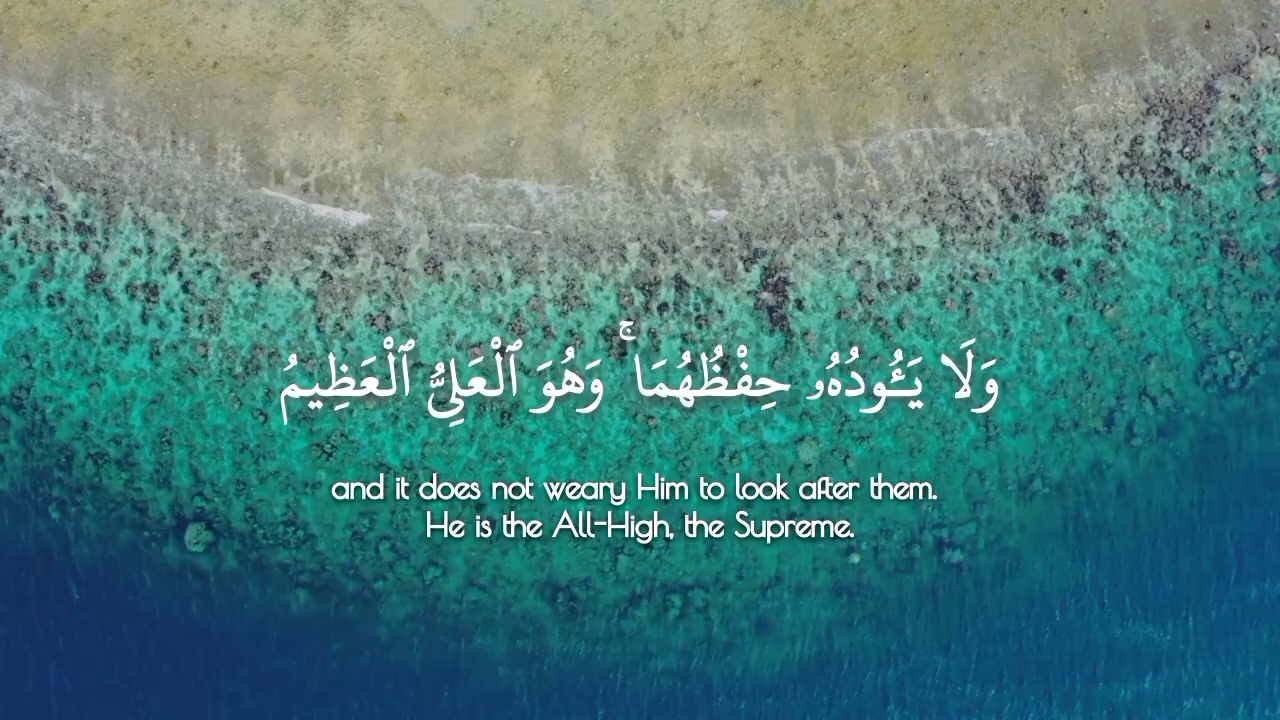 وَلَا يَـُٔودُهُۥ حِفْظُهُمَا ۚ وَهُوَ ٱلْعَلِىُّ ٱلْعَظِيمُ
and it does not weary Him to look after them.
He is the All-High, the Supreme.